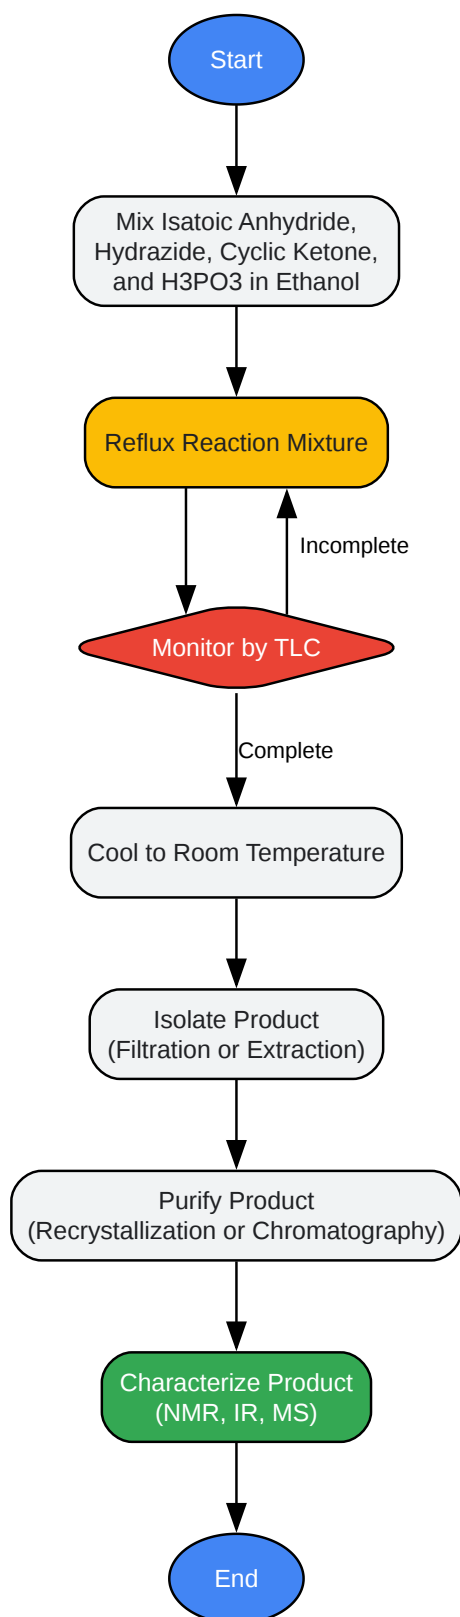 Start
Mix Isatoic Anhydride,
Hydrazide, Cyclic Ketone,
and H3PO3 in Ethanol
Reflux Reaction Mixture
Incomplete
Monitor by TLC
Complete
Cool to Room Temperature
Isolate Product
(Filtration or Extraction)
Purify Product
(Recrystallization or Chromatography)
Characterize Product
(NMR, IR, MS)
End